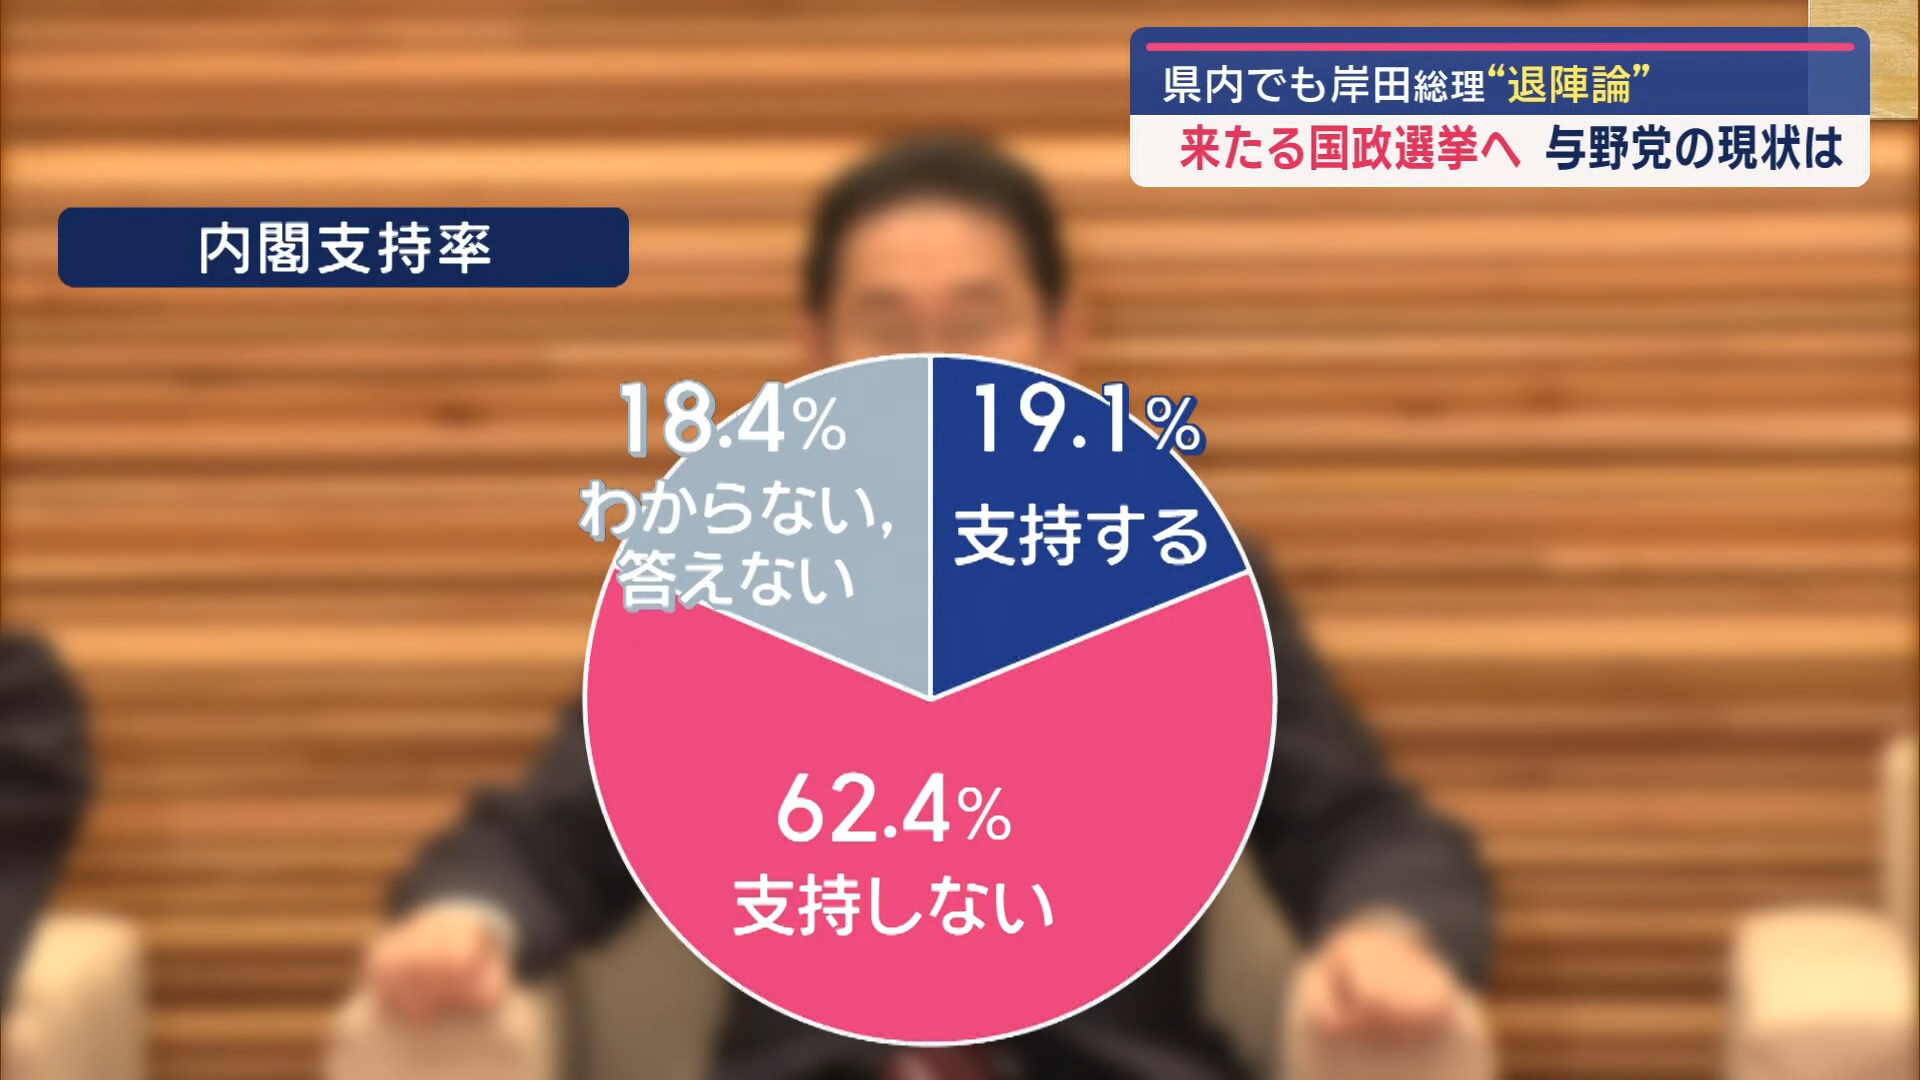 県内でも岸田総理“退陣論”
来たる国政選挙へ 与野党の現状は
内閣支持率
19.1%
支持する
18.4%
わからない,
答えない
62.4%
支持しない